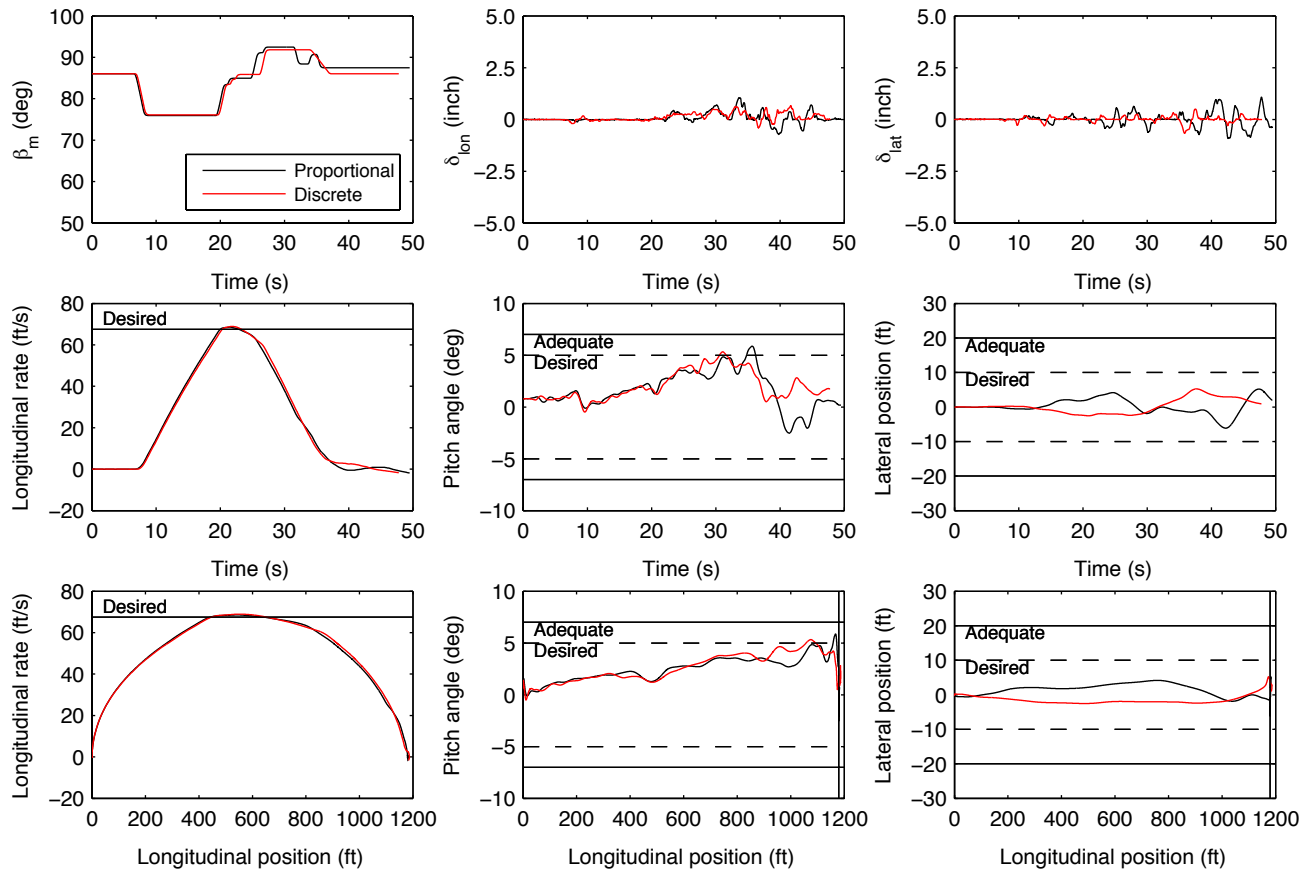 100
90
80
70
60
50
β_m (deg)
Proportional
Discrete
0 10 20 30 40 50
Time (s)
5.0
2.5
0
−2.5
−5.0
δ_lon (inch)
0 10 20 30 40 50
Time (s)
5.0
2.5
0
−2.5
−5.0
δ_lat (inch)
0 10 20 30 40 50
Time (s)
80
60
40
20
0
−20
Longitudinal rate (ft/s)
Desired
0 10 20 30 40 50
Time (s)
10
5
0
−5
−10
Pitch angle (deg)
Adequate
Desired
0 10 20 30 40 50
Time (s)
30
20
10
0
−10
−20
−30
Lateral position (ft)
Adequate
Desired
0 10 20 30 40 50
Time (s)
80
60
40
20
0
−20
Longitudinal rate (ft/s)
Desired
0 200 400 600 800 1000 1200
Longitudinal position (ft)
10
5
0
−5
−10
Pitch angle (deg)
Adequate
Desired
0 200 400 600 800 1000 1200
Longitudinal position (ft)
30
20
10
0
−10
−20
−30
Lateral position (ft)
Adequate
Desired
0 200 400 600 800 1000 1200
Longitudinal position (ft)